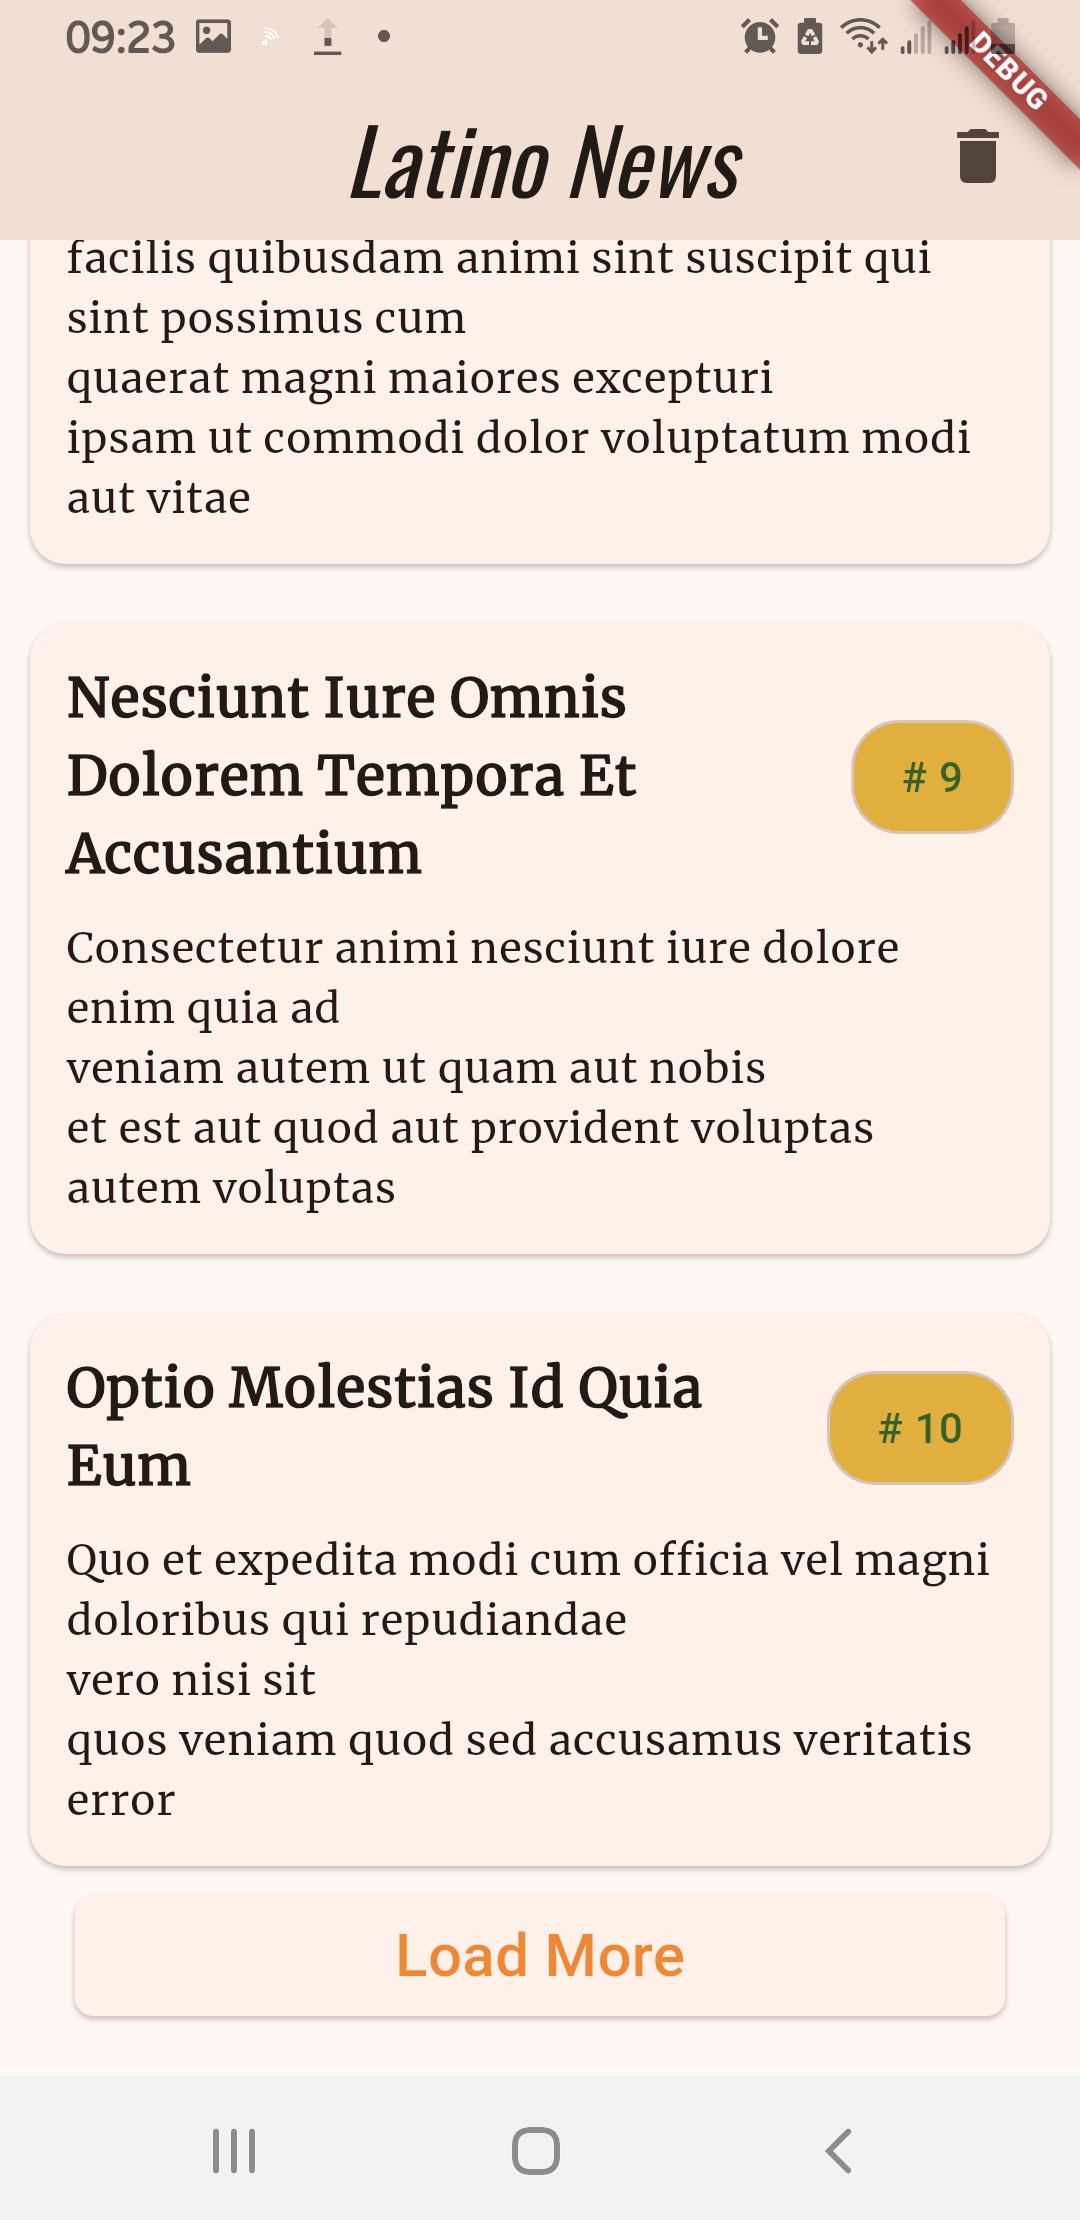 09:23
DEBUG
Latino News
facilis quibusdam animi sint suscipit qui
sint possimus cum
quaerat magni maiores excepturi
ipsam ut commodi dolor voluptatum modi
aut vitae
Nesciunt Iure Omnis
Dolorem Tempora Et
Accusantium
# 9
Consectetur animi nesciunt iure dolore
enim quia ad
veniam autem ut quam aut nobis
et est aut quod aut provident voluptas
autem voluptas
Optio Molestias Id Quia
Eum
# 10
Quo et expedita modi cum officia vel magni
doloribus qui repudiandae
vero nisi sit
quos veniam quod sed accusamus veritatis
error
Load More